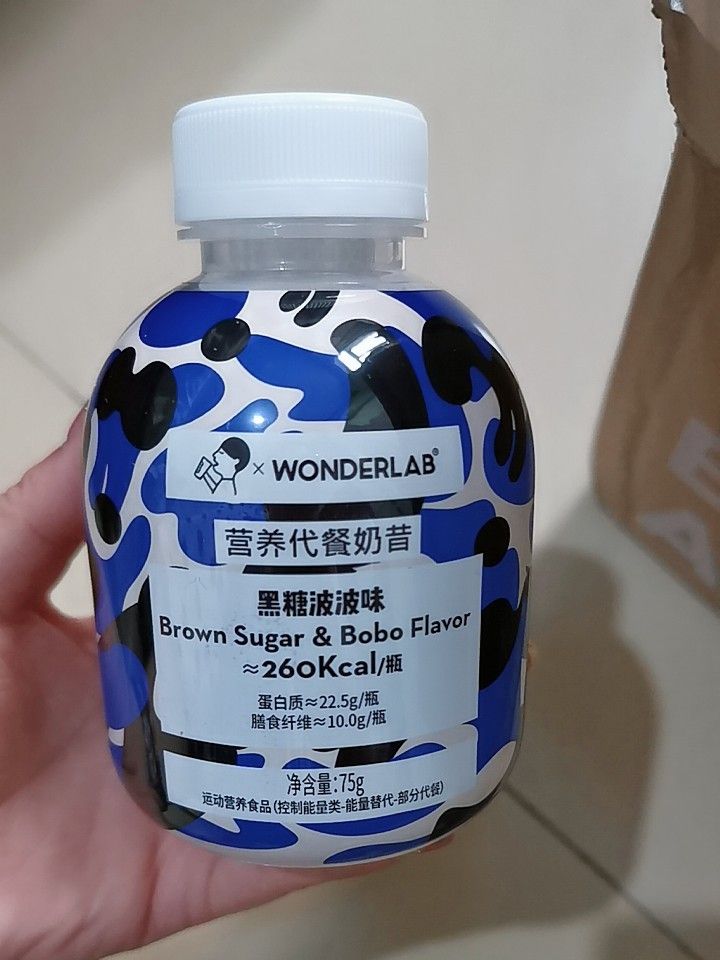 × WONDERLAB®
营养代餐奶昔
黑糖波波味
Brown Sugar & Bobo Flavor
≈260Kcal/瓶
蛋白质≈22.5g/瓶
膳食纤维≈10.0g/瓶
净含量:75g
运动营养食品(控制能量类-能量替代-部分代餐)